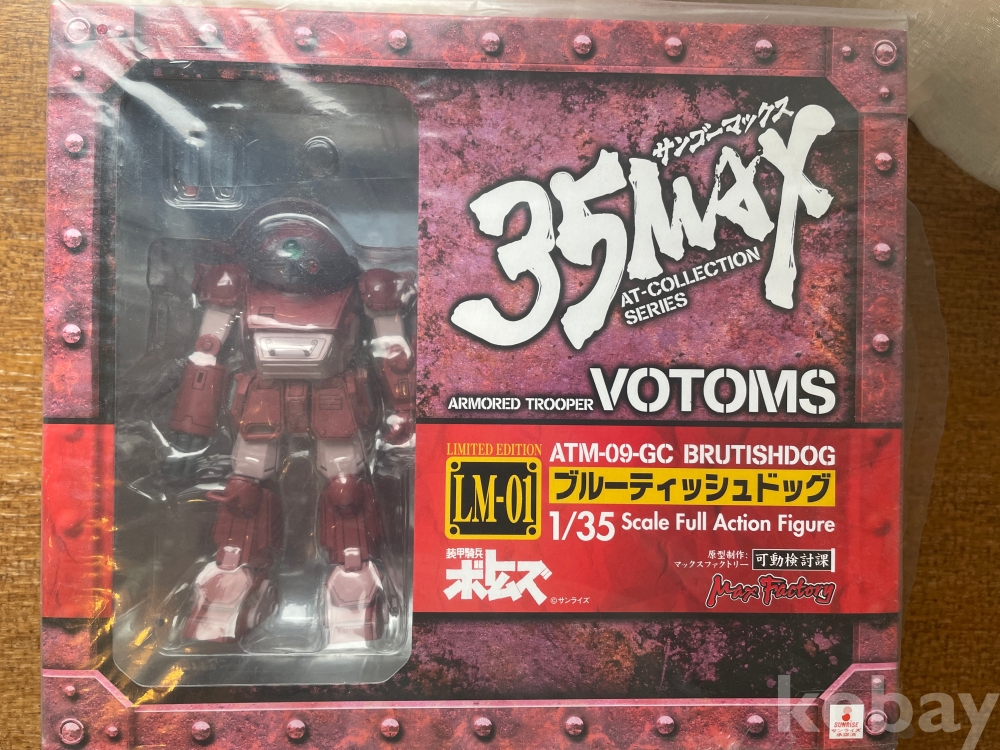 サンゴーマックス
35MAX
AT-COLLECTION
SERIES
ARMORED TROOPER VOTOMS
LIMITED EDITION
LM-01
ATM-09-GC BRUTISHDOG
ブルーティッシュドッグ
1/35 Scale Full Action Figure
装甲騎兵
ボトムズ
©サンライズ
原型制作:
マックスファクトリー
可動検討課
Max Factory
kobay
SUNRISE